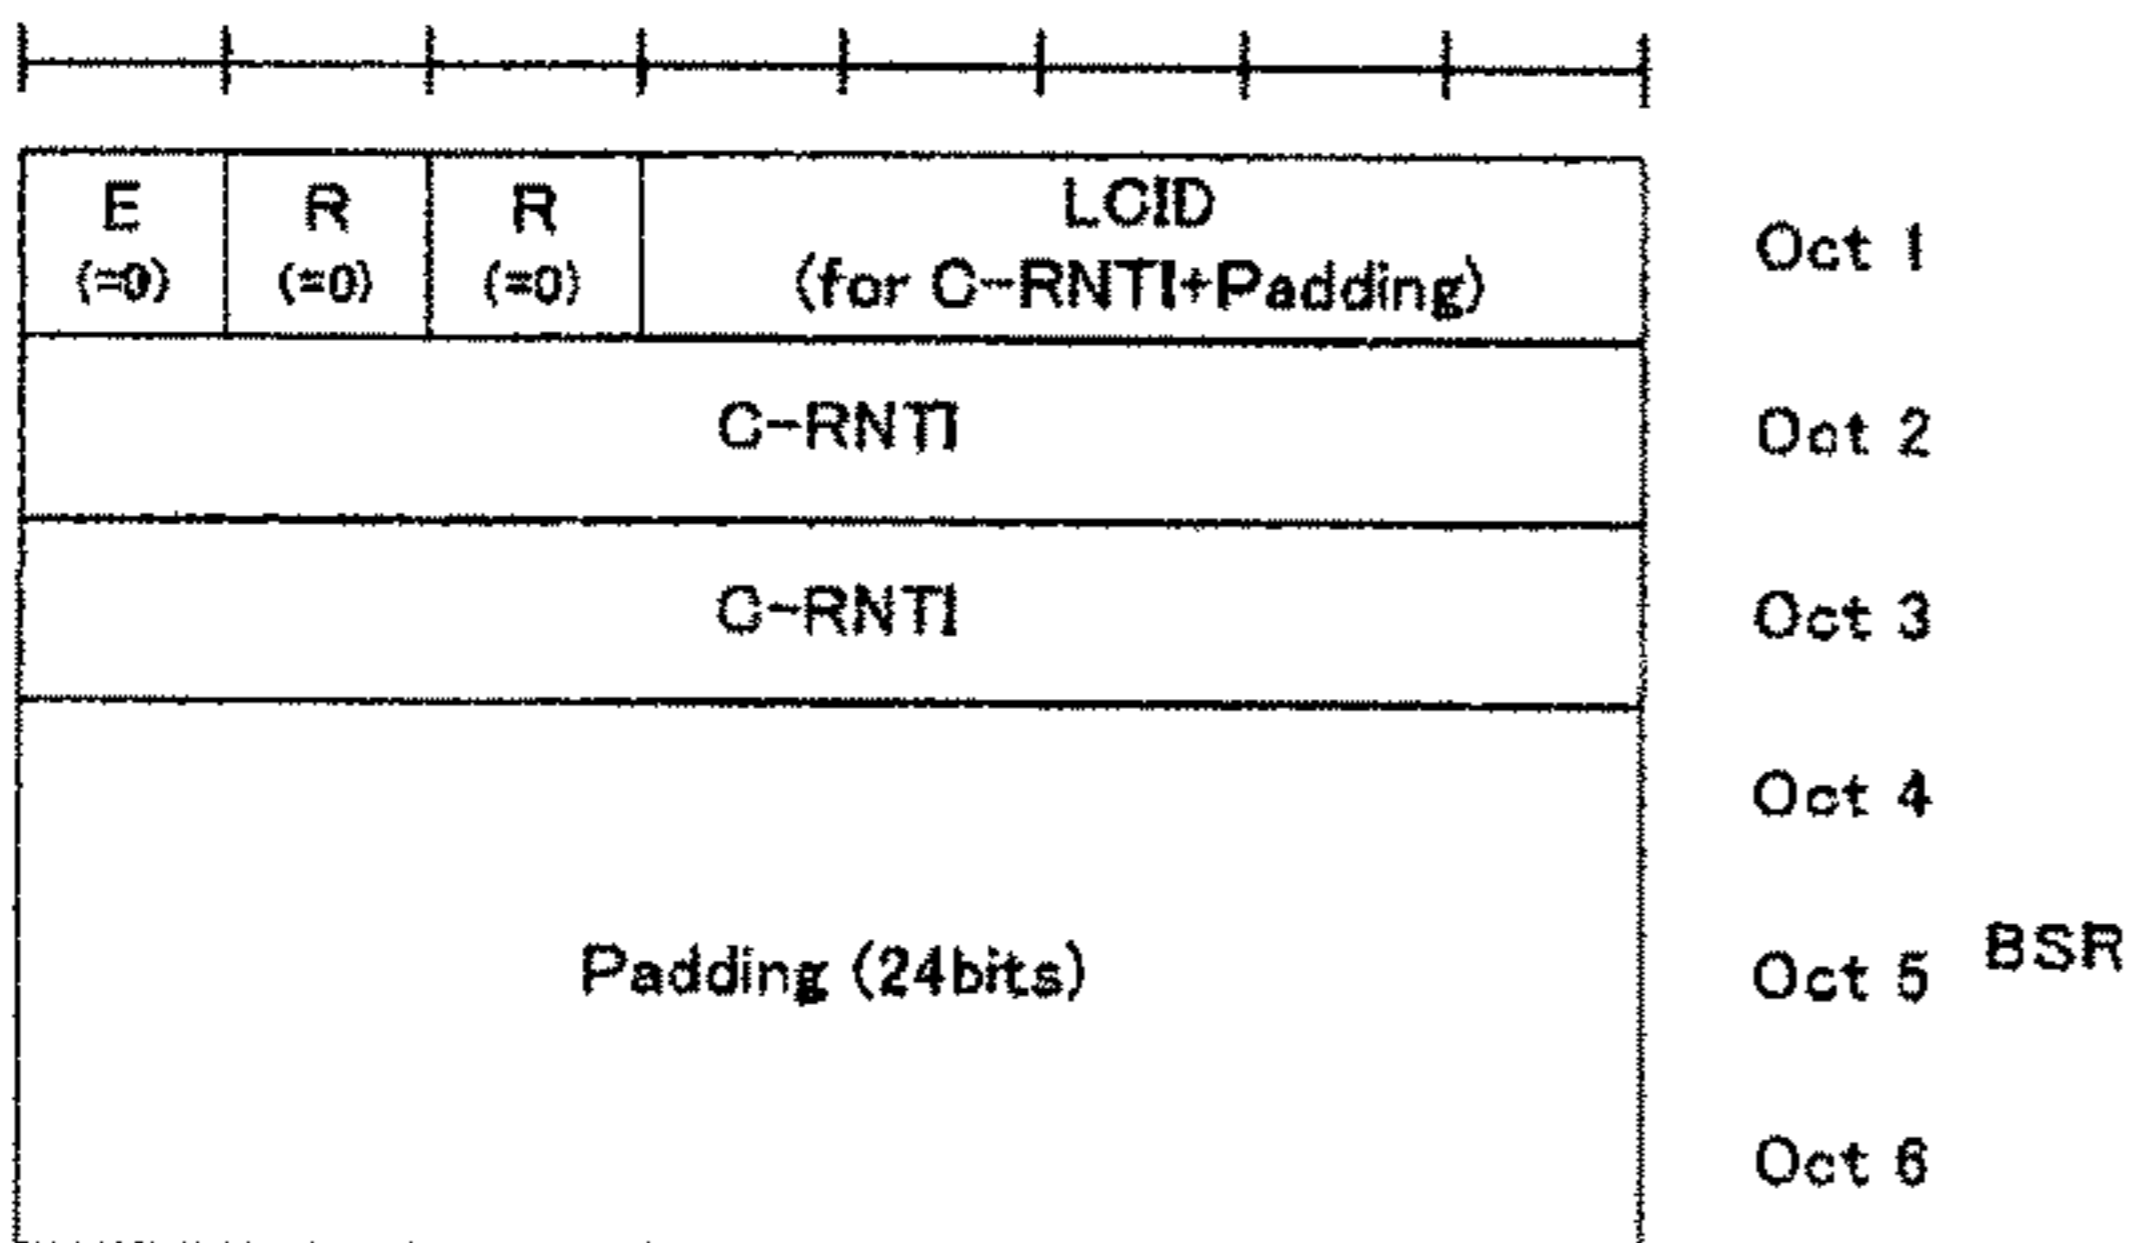 E R R LCID
(=0) (=0) (=0) (for C-RNTI+Padding) Oct 1
C-RNTI Oct 2
C-RNTI Oct 3
Oct 4
Padding (24bits) Oct 5 BSR
Oct 6